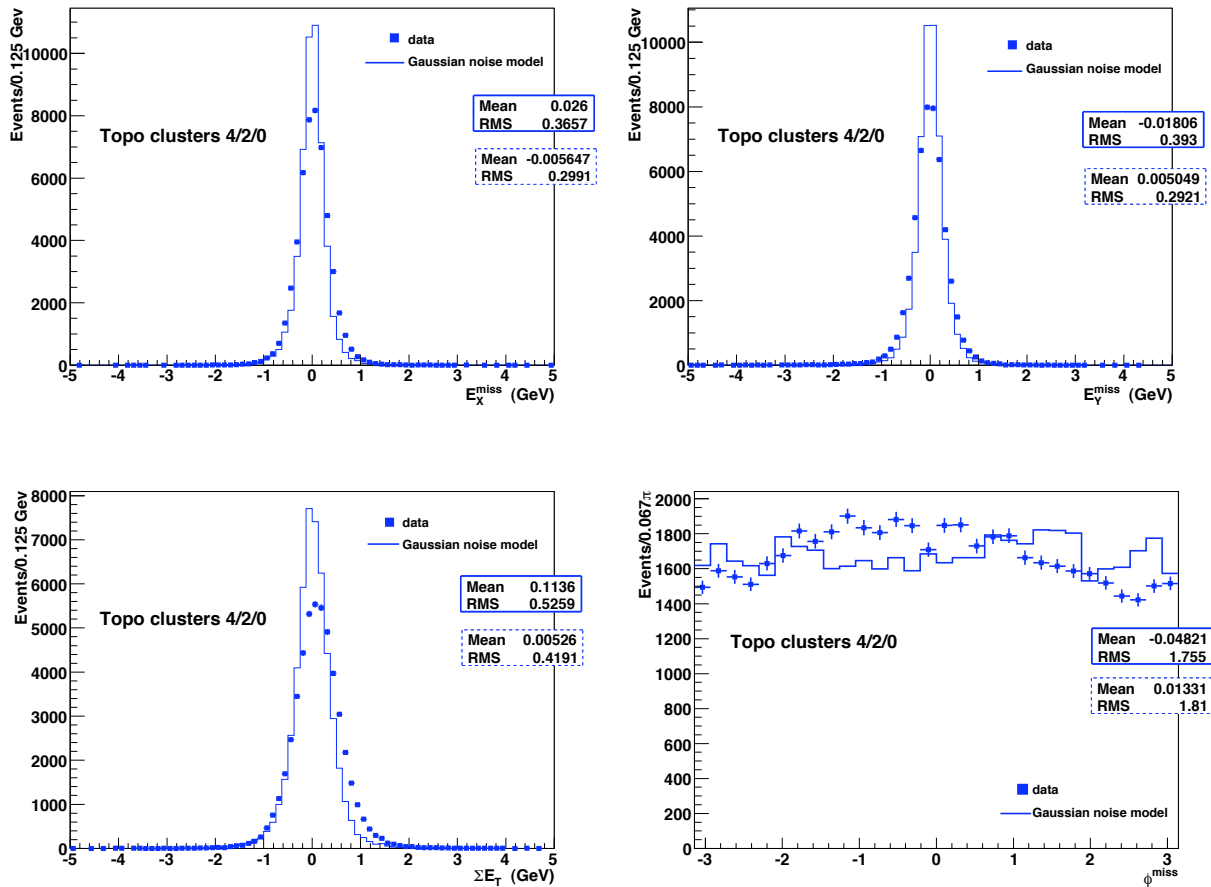 Events/0.125 Gev
10000
8000
6000
4000
2000
0
-5 -4 -3 -2 -1 0 1 2 3 4 5
E_X^miss (GeV)
data
Gaussian noise model
Topo clusters 4/2/0
Mean 0.026
RMS 0.3657
Mean -0.005647
RMS 0.2991
Events/0.125 Gev
10000
8000
6000
4000
2000
0
-5 -4 -3 -2 -1 0 1 2 3 4 5
E_Y^miss (GeV)
data
Gaussian noise model
Topo clusters 4/2/0
Mean -0.01806
RMS 0.393
Mean 0.005049
RMS 0.2921
Events/0.125 Gev
8000
7000
6000
5000
4000
3000
2000
1000
0
-5 -4 -3 -2 -1 0 1 2 3 4 5
ΣE_T (GeV)
data
Gaussian noise model
Topo clusters 4/2/0
Mean 0.1136
RMS 0.5259
Mean 0.00526
RMS 0.4191
Events/0.067π
2000
1800
1600
1400
1200
1000
800
600
400
200
0
-3 -2 -1 0 1 2 3
ϕ^miss
Topo clusters 4/2/0
Mean -0.04821
RMS 1.755
Mean 0.01331
RMS 1.81
data
Gaussian noise model